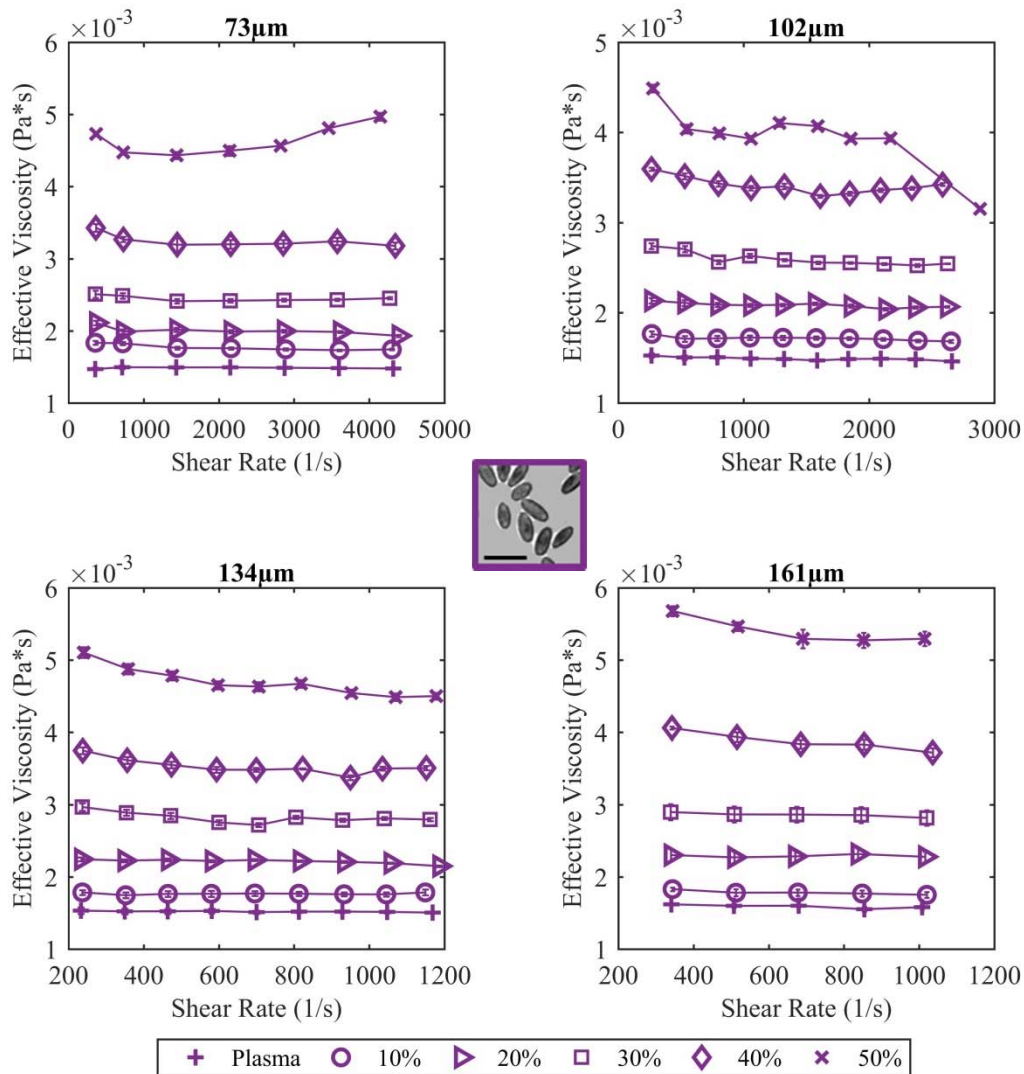 73µm
×10⁻³
Effective Viscosity (Pa*s)
6
5
4
3
2
1
0 1000 2000 3000 4000 5000
Shear Rate (1/s)
102µm
×10⁻³
Effective Viscosity (Pa*s)
5
4
3
2
1
0 1000 2000 3000
Shear Rate (1/s)
134µm
×10⁻³
Effective Viscosity (Pa*s)
6
5
4
3
2
1
200 400 600 800 1000 1200
Shear Rate (1/s)
161µm
×10⁻³
Effective Viscosity (Pa*s)
6
5
4
3
2
1
200 400 600 800 1000 1200
Shear Rate (1/s)
Plasma 10% 20% 30% 40% 50%